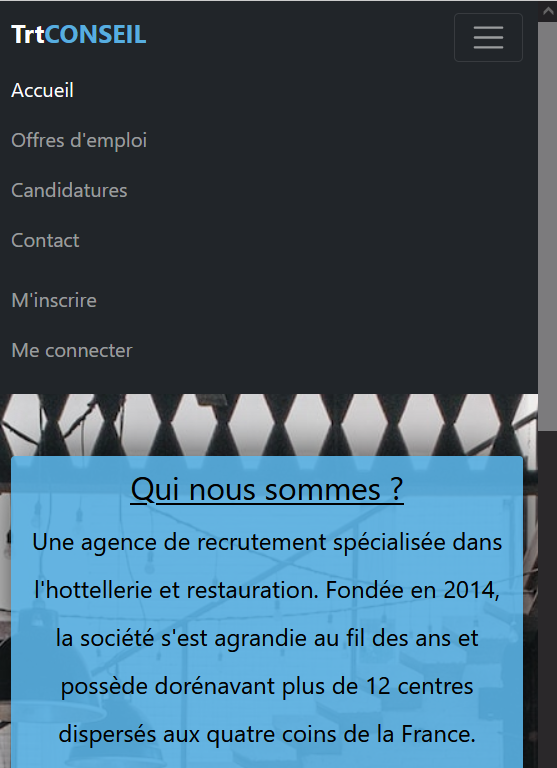 TrtCONSEIL
Accueil
Offres d'emploi
Candidatures
Contact
M'inscrire
Me connecter
Qui nous sommes ?
Une agence de recrutement spécialisée dans
l'hottellerie et restauration. Fondée en 2014,
la société s'est agrandie au fil des ans et
possède dorénavant plus de 12 centres
dispersés aux quatre coins de la France.